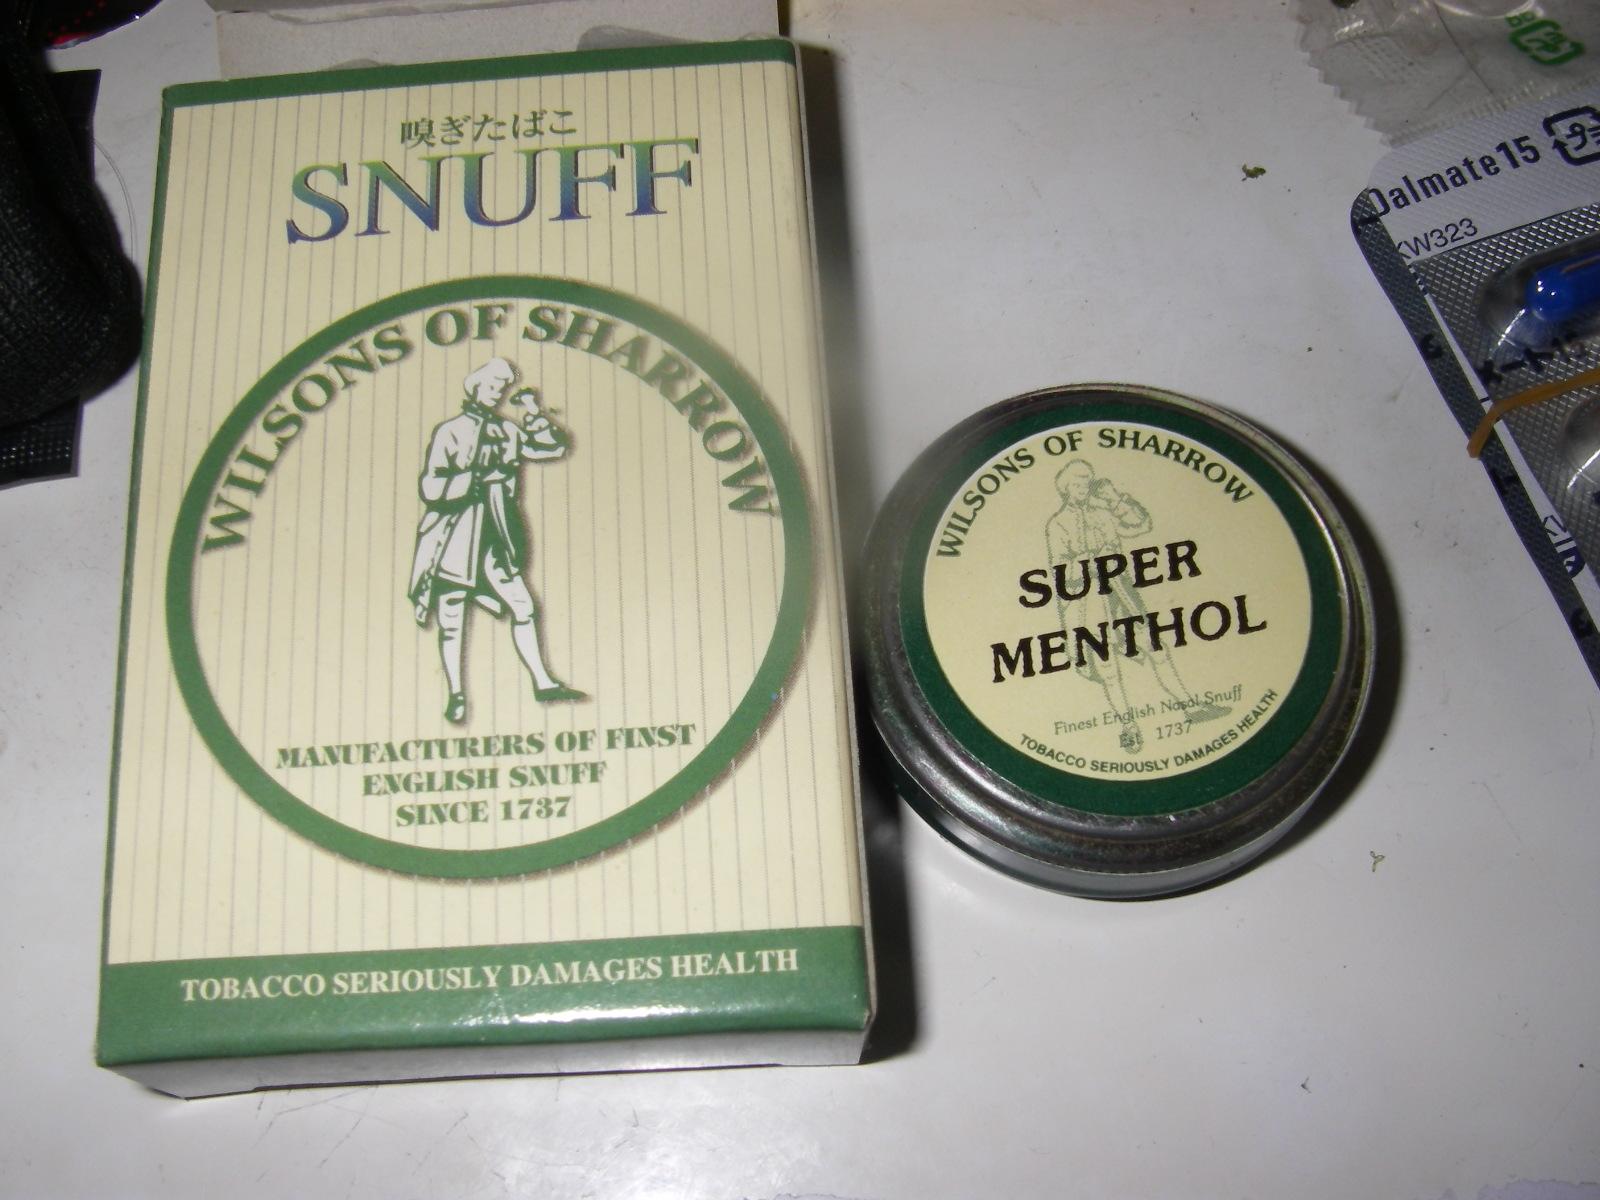 嗅ぎたばこ
SNUFF
WILSONS OF SHARROW
MANUFACTURERS OF FINST
ENGLISH SNUFF
SINCE 1737
TOBACCO SERIOUSLY DAMAGES HEALTH
WILSONS OF SHARROW
SUPER
MENTHOL
Finest English Nasal Snuff
Est 1737
TOBACCO SERIOUSLY DAMAGES HEALTH
Dalmate15
KW323